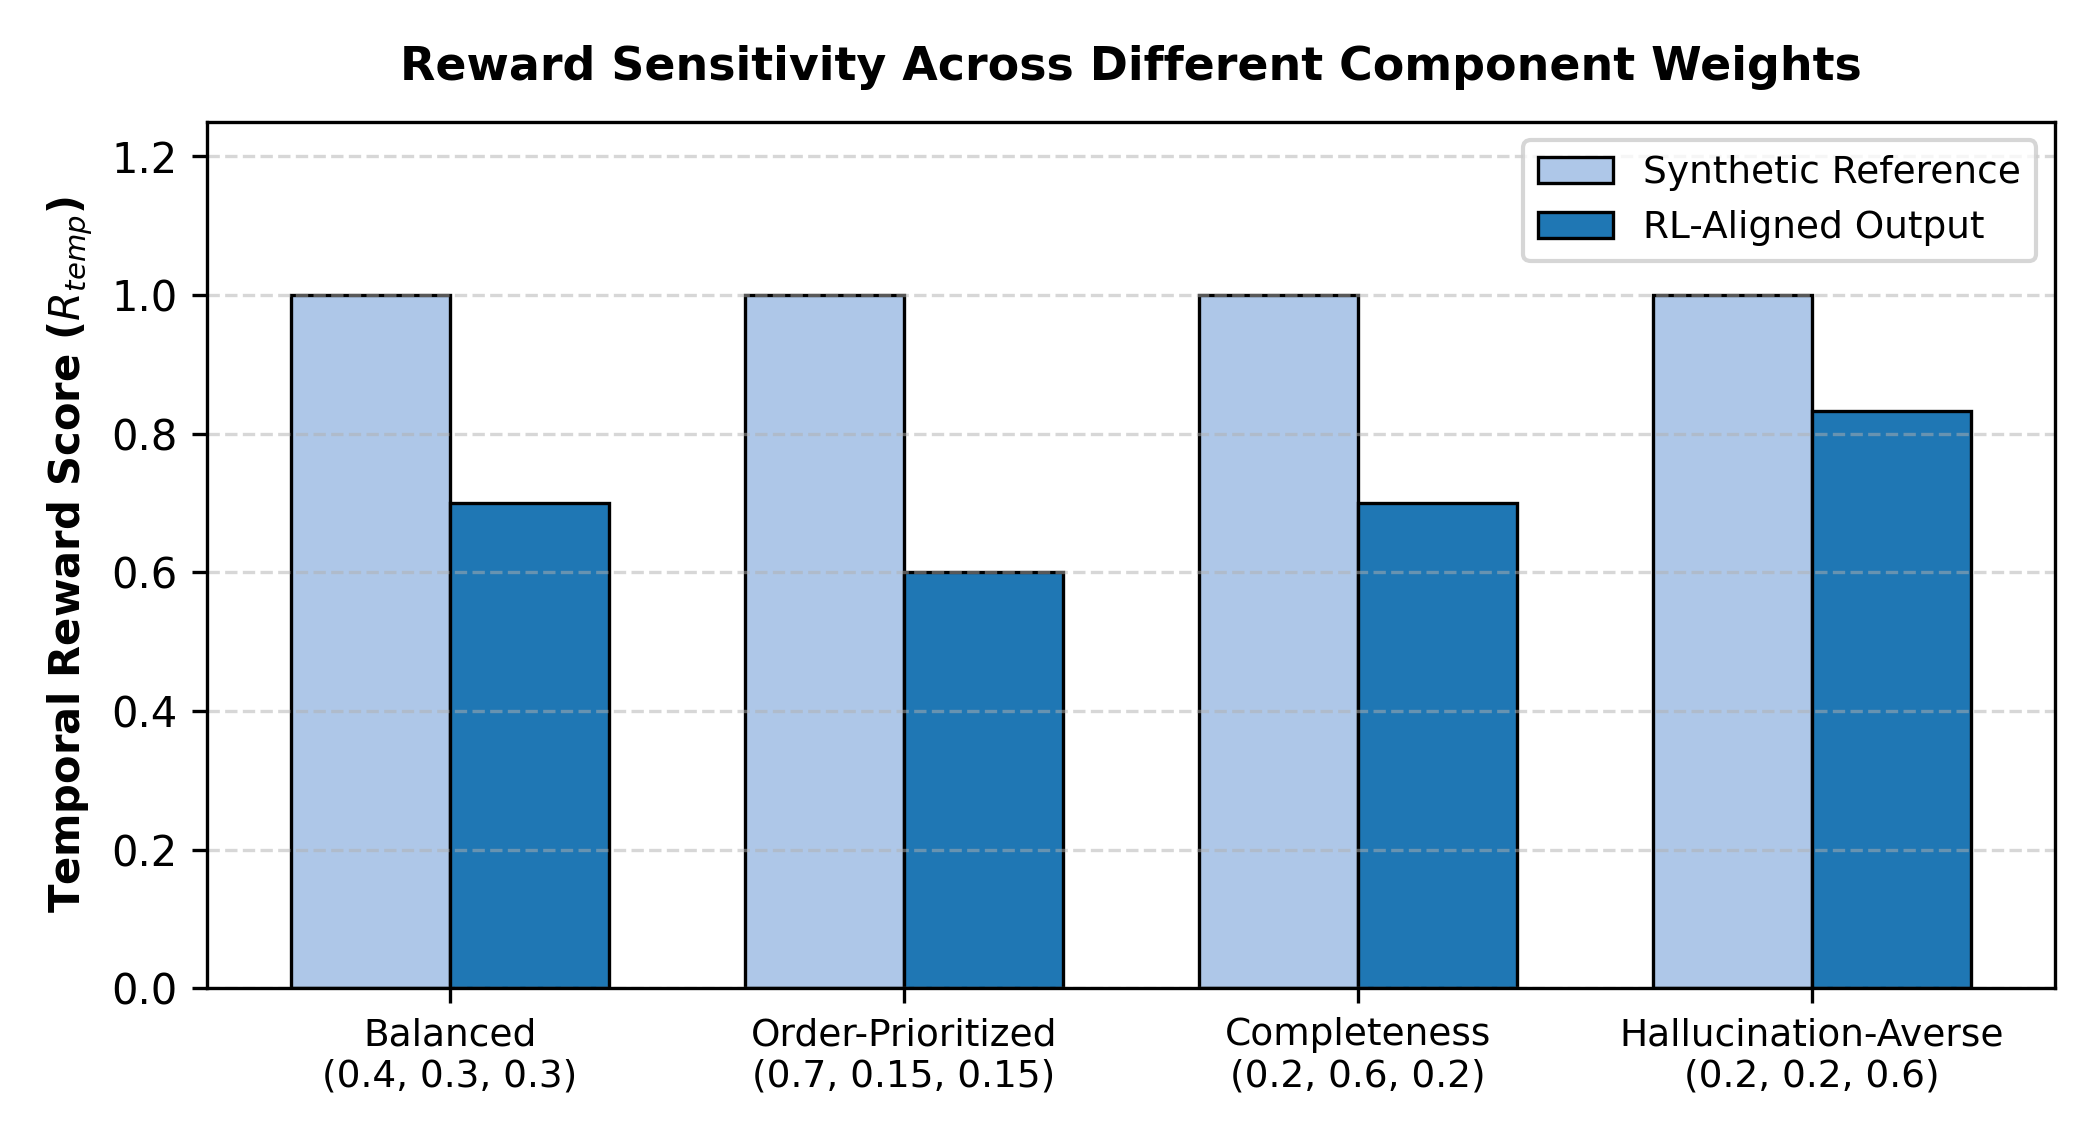 Reward Sensitivity Across Different Component Weights
Temporal Reward Score (R_temp)
1.2
1.0
0.8
0.6
0.4
0.2
0.0
Synthetic Reference
RL-Aligned Output
Balanced
(0.4, 0.3, 0.3)
Order-Prioritized
(0.7, 0.15, 0.15)
Completeness
(0.2, 0.6, 0.2)
Hallucination-Averse
(0.2, 0.2, 0.6)